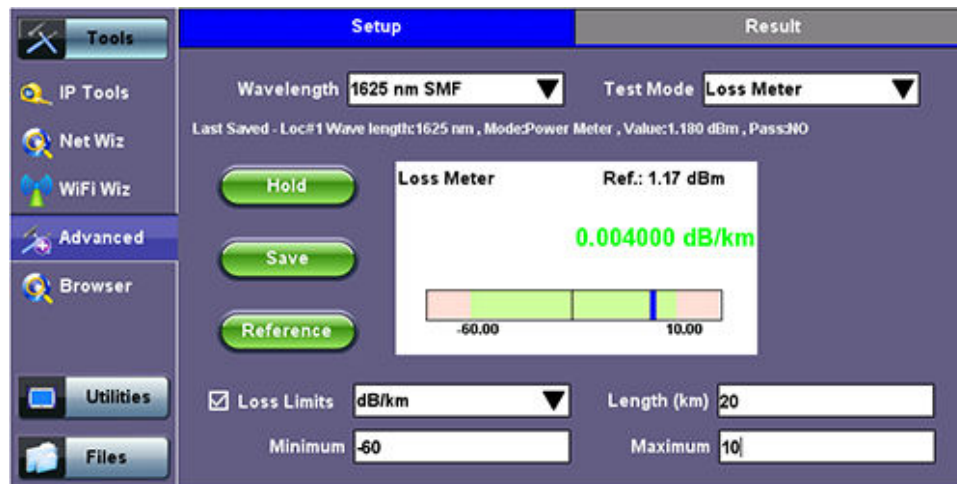 Tools
IP Tools
Net Wiz
WiFi Wiz
Advanced
Browser
Utilities
Files
Setup
Result
Wavelength 1625 nm SMF
Test Mode Loss Meter
Last Saved - Loc#1 Wave length:1625 nm , Mode:Power Meter , Value:1.180 dBm , Pass:NO
Hold
Save
Reference
Loss Meter Ref.: 1.17 dBm
0.004000 dB/km
-60.00 10.00
Loss Limits dB/km
Length (km) 20
Minimum -60
Maximum 10